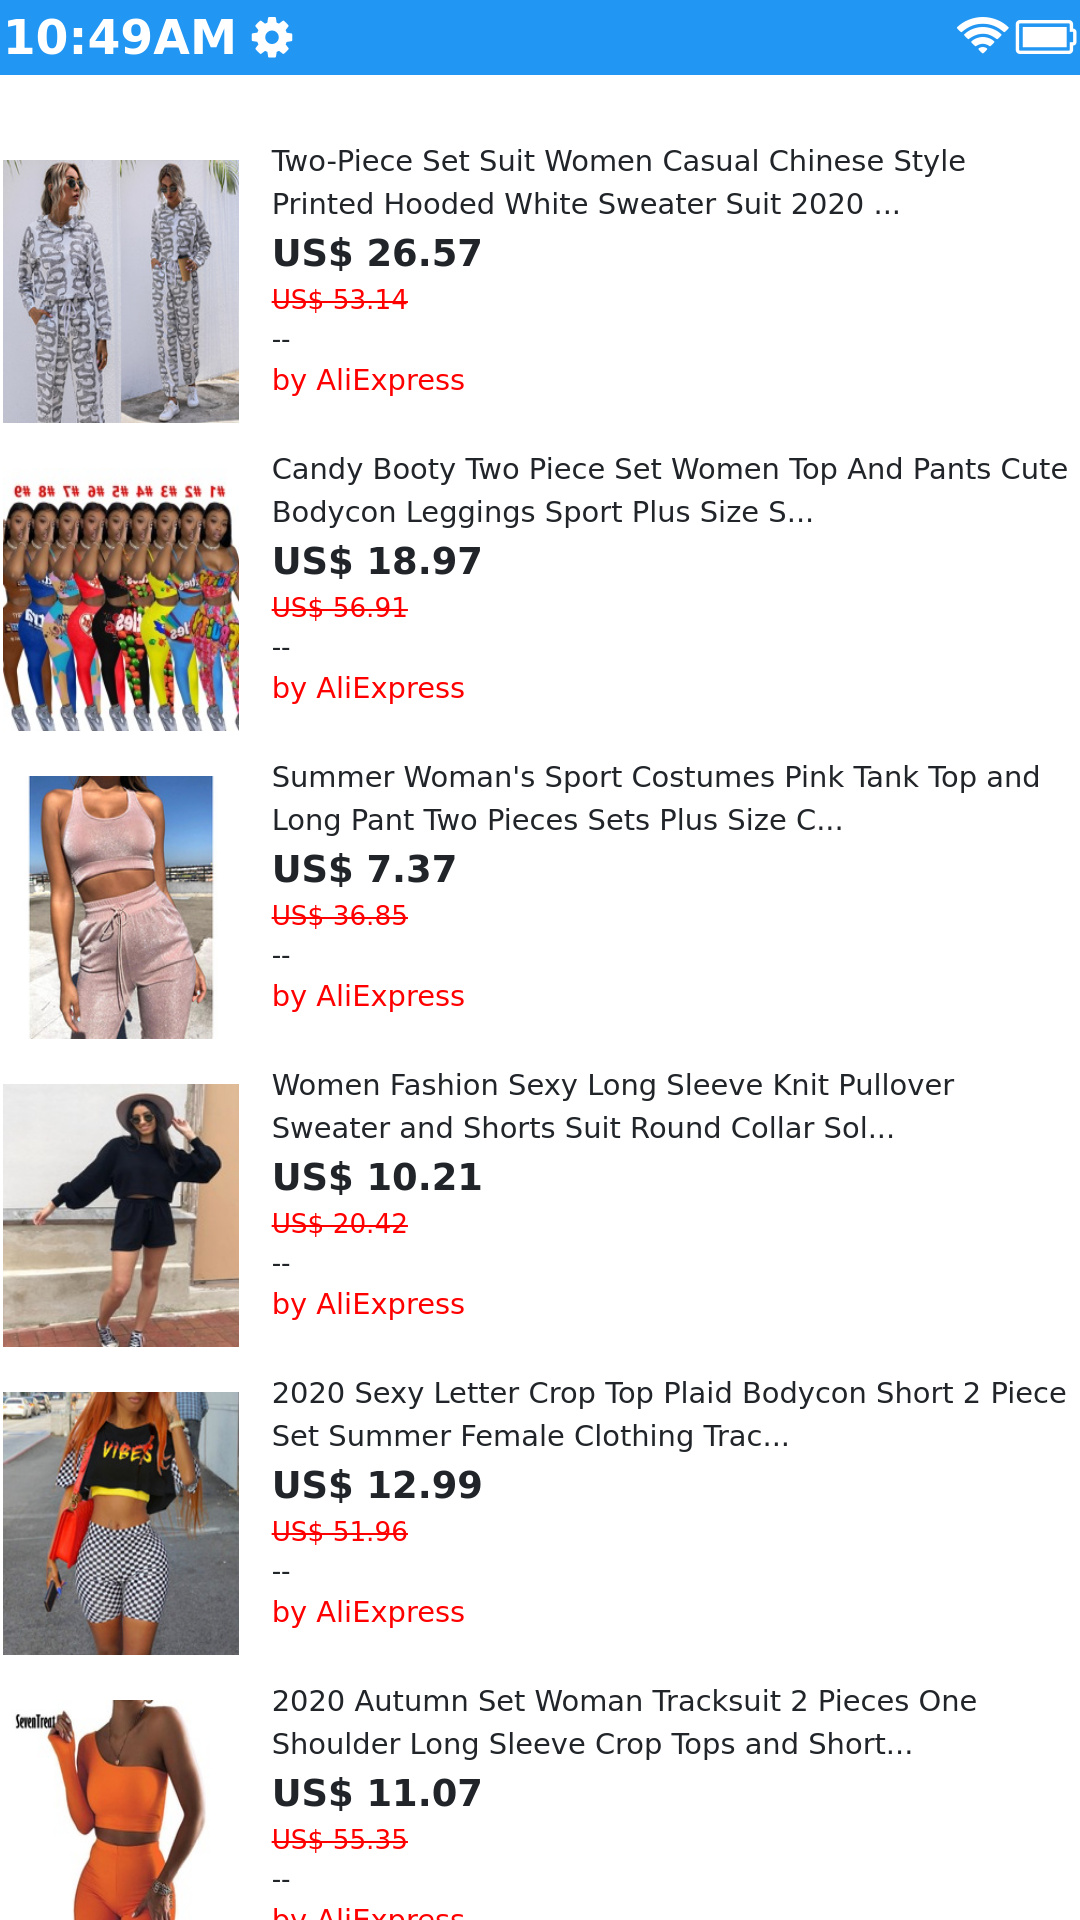 10:49AM
Two-Piece Set Suit Women Casual Chinese Style
Printed Hooded White Sweater Suit 2020 ...
US$ 26.57
US$ 53.14
--
by AliExpress
#9 #8 #7 #6 #5 #4 #3 #2 #1
Candy Booty Two Piece Set Women Top And Pants Cute
Bodycon Leggings Sport Plus Size S...
US$ 18.97
US$ 56.91
--
by AliExpress
Summer Woman's Sport Costumes Pink Tank Top and
Long Pant Two Pieces Sets Plus Size C...
US$ 7.37
US$ 36.85
--
by AliExpress
Women Fashion Sexy Long Sleeve Knit Pullover
Sweater and Shorts Suit Round Collar Sol...
US$ 10.21
US$ 20.42
--
by AliExpress
VIBES
2020 Sexy Letter Crop Top Plaid Bodycon Short 2 Piece
Set Summer Female Clothing Trac...
US$ 12.99
US$ 51.96
--
by AliExpress
SevenTreat
2020 Autumn Set Woman Tracksuit 2 Pieces One
Shoulder Long Sleeve Crop Tops and Short...
US$ 11.07
US$ 55.35
--
by AliExpress